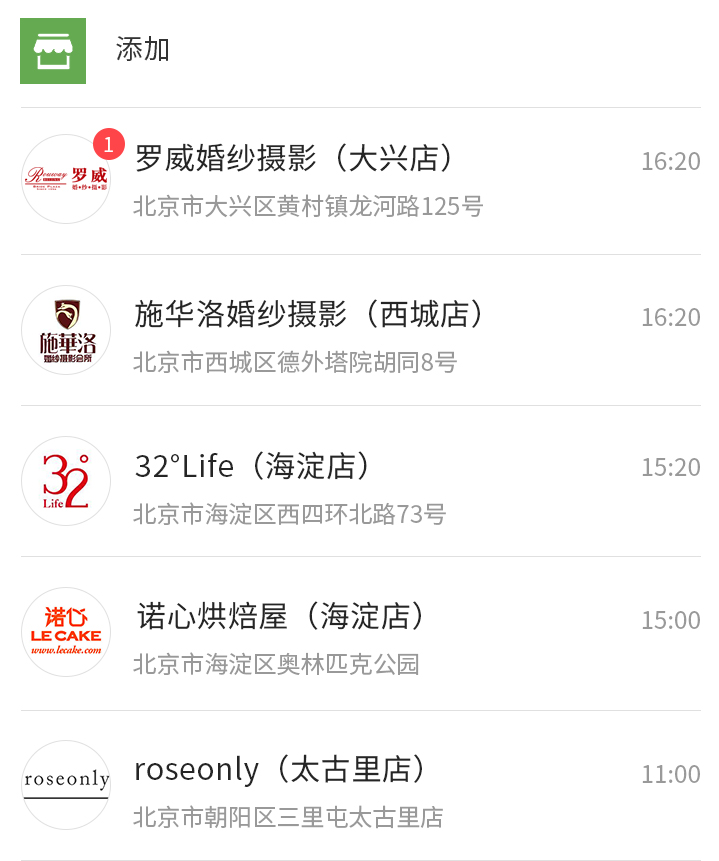 添加
1
罗威婚纱摄影（大兴店）
16:20
Rouway 罗威
婚•纱•摄•影
北京市大兴区黄村镇龙河路125号
施华洛婚纱摄影（西城店）
16:20
施華洛
婚纱摄影会所
北京市西城区德外塔院胡同8号
32°Life（海淀店）
15:20
32°
Life
北京市海淀区西四环北路73号
诺心烘焙屋（海淀店）
15:00
诺心
LE CAKE
www.lecake.com
北京市海淀区奥林匹克公园
roseonly（太古里店）
11:00
roseonly
北京市朝阳区三里屯太古里店